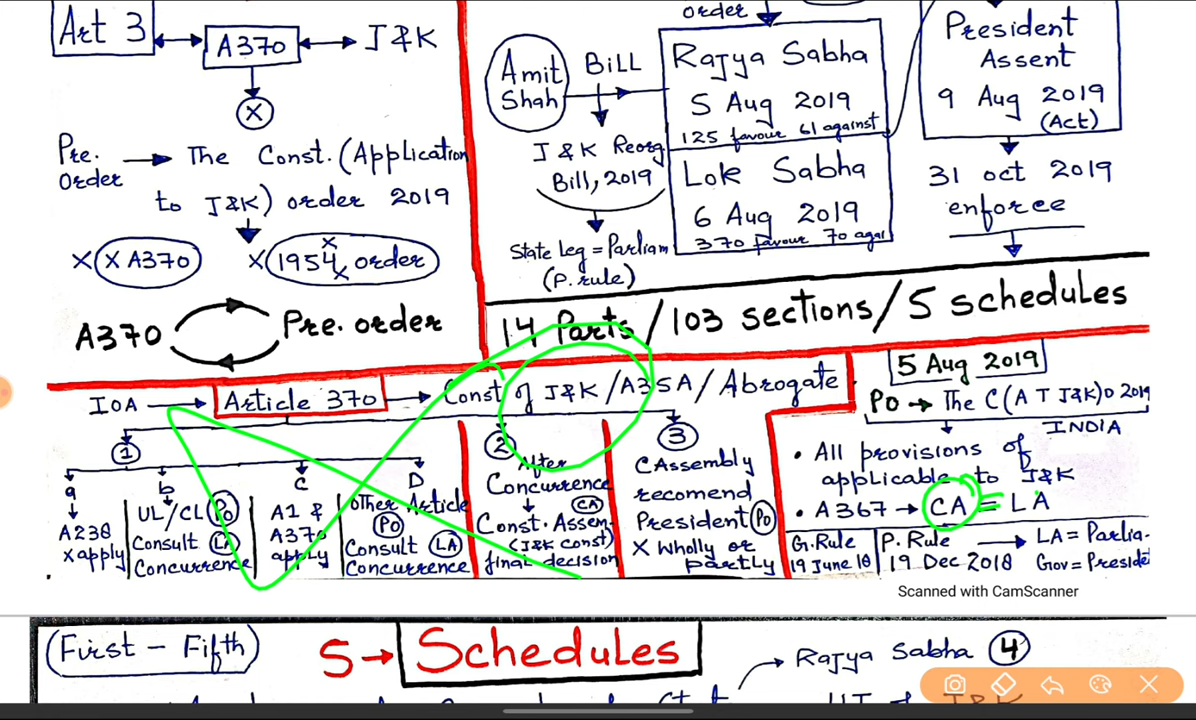 Art 3
A370
J&K
X
Pre. Order → The Const. (Application
to J&K) order 2019
X (X A370)
X (1954 order)
A370
Pre. order
order
Amit Shah
BiLL
J & K Reorg
Bill, 2019
State Leg = Parliam
(P. rule)
Rajya Sabha
5 Aug 2019
125 favour 61 against
Lok Sabha
6 Aug 2019
370 favour 70 agai
President
Assent
9 Aug 2019
(Act)
31 oct 2019
enforce
14 Parts / 103 sections / 5 schedules
IOA → Article 370 → Const of J&K / A35A / Abrogate
1
a
A238
x apply
b
UL/CL (PO)
Consult (LA)
Concurrence
c
A1 &
A370
apply
D
other Article
(PO)
Consult (LA)
Concurrence
2
After
Concurrence
(CA)
Const. Assem-
(J&K const)
final decision
3
CAssembly
recomend
President (PO)
X Wholly or
partly
5 Aug 2019
PO → The C(A T J&K)O 2019
INDIA
• All provisions of
applicable to J&K
• A367 → CA = LA
G. Rule
19 June 18
P. Rule
19 Dec 2018
→ LA = Parlia-
Gov = Preside
Scanned with CamScanner
(First - Fifth)
5 → Schedules
Rajya Sabha (4)